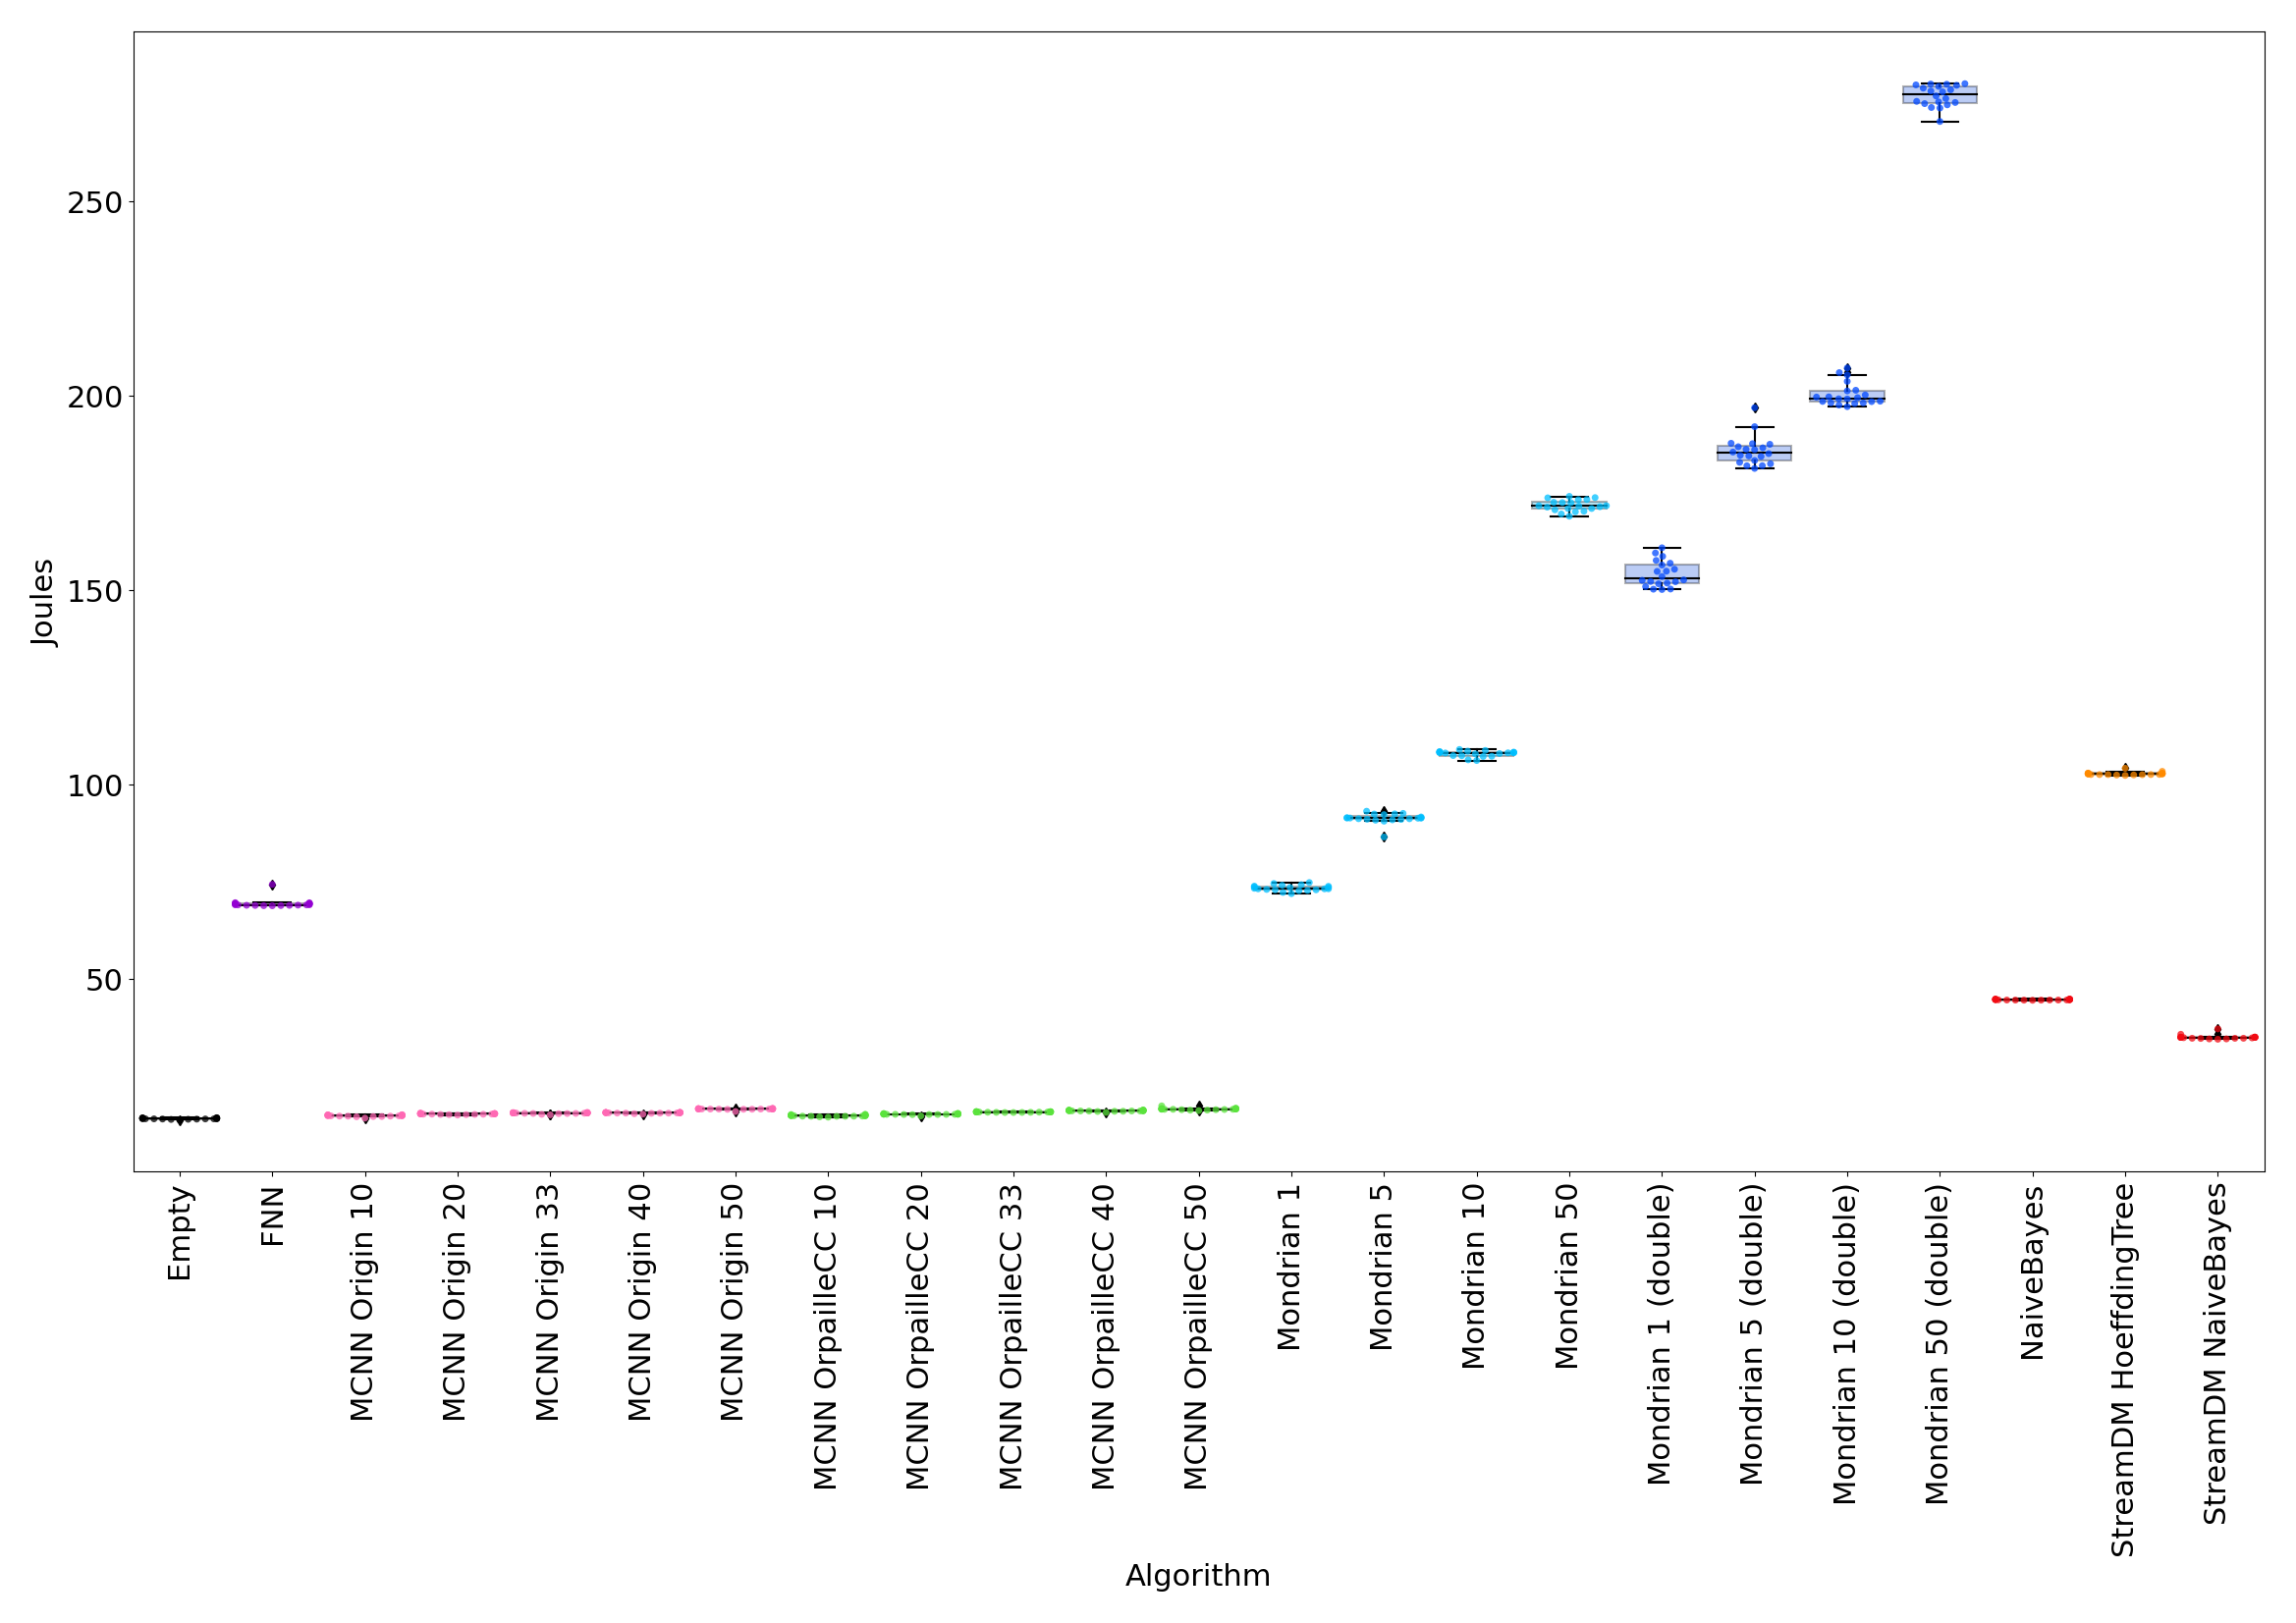 250
200
150
100
50
Joules
Empty
FNN
MCNN Origin 10
MCNN Origin 20
MCNN Origin 33
MCNN Origin 40
MCNN Origin 50
MCNN OrpailleCC 10
MCNN OrpailleCC 20
MCNN OrpailleCC 33
MCNN OrpailleCC 40
MCNN OrpailleCC 50
Mondrian 1
Mondrian 5
Mondrian 10
Mondrian 50
Mondrian 1 (double)
Mondrian 5 (double)
Mondrian 10 (double)
Mondrian 50 (double)
NaiveBayes
StreamDM HoeffdingTree
StreamDM NaiveBayes
Algorithm